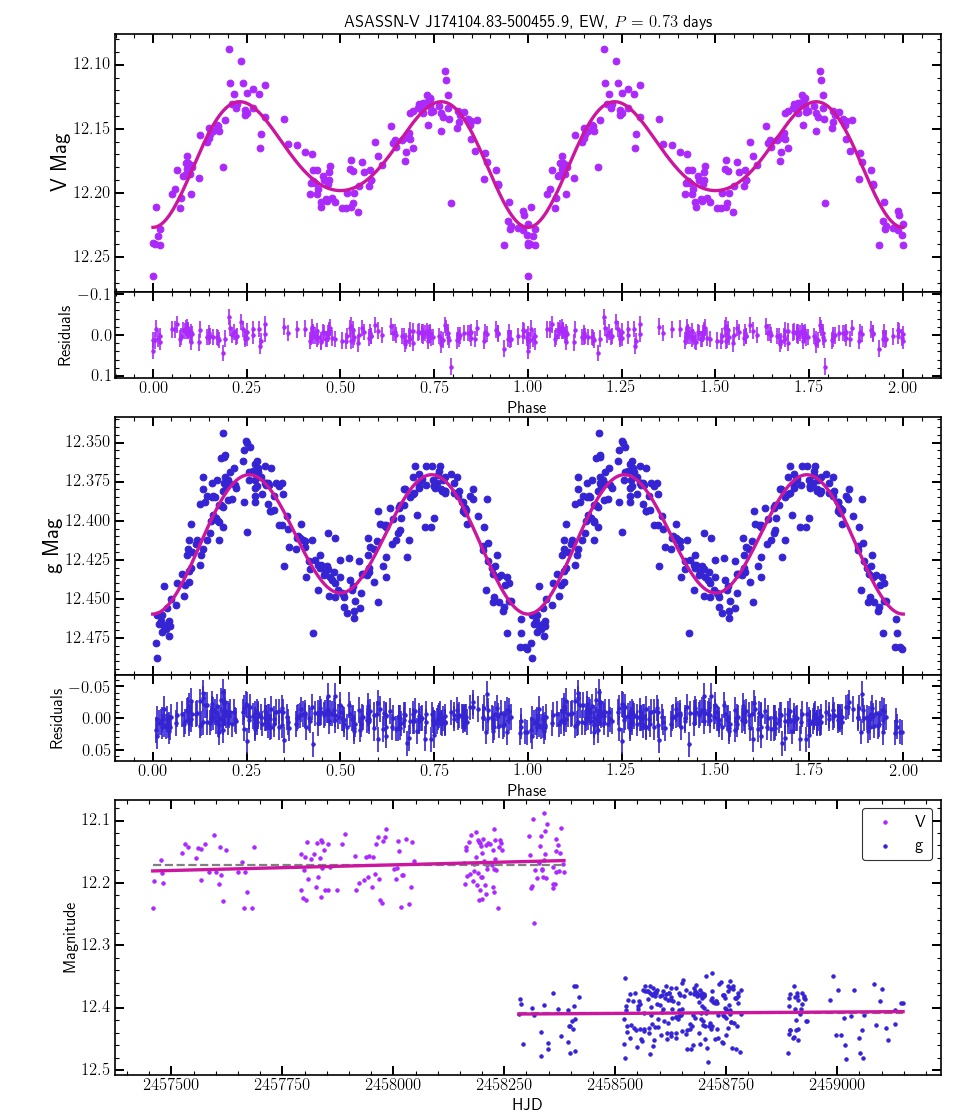 ASASSN-V J174104.83-500455.9, EW, P = 0.73 days
V Mag
12.10
12.15
12.20
12.25
Residuals
−0.1
0.0
0.1
0.00 0.25 0.50 0.75 1.00 1.25 1.50 1.75 2.00
Phase
g Mag
12.350
12.375
12.400
12.425
12.450
12.475
Residuals
−0.05
0.00
0.05
0.00 0.25 0.50 0.75 1.00 1.25 1.50 1.75 2.00
Phase
Magnitude
12.1
12.2
12.3
12.4
12.5
V
g
2457500 2457750 2458000 2458250 2458500 2458750 2459000
HJD